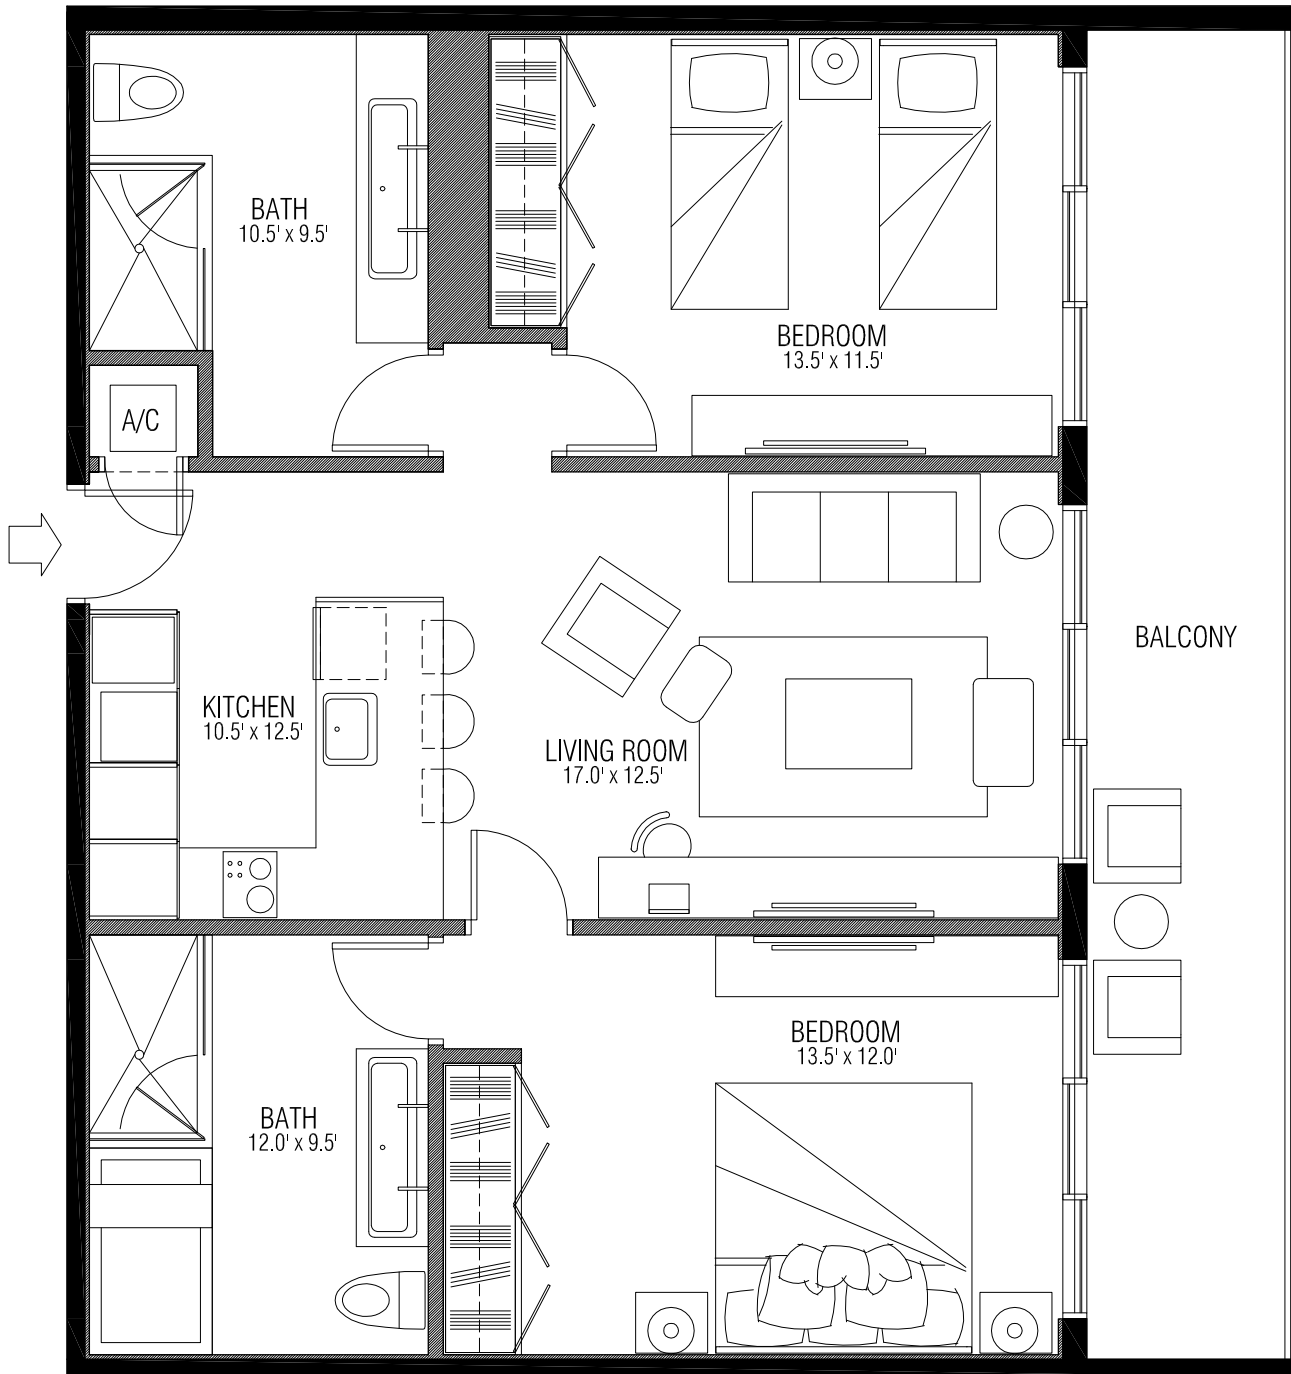 BATH
10.5' x 9.5'
BEDROOM
13.5' x 11.5'
A/C
BALCONY
KITCHEN
10.5' x 12.5'
LIVING ROOM
17.0' x 12.5'
BEDROOM
13.5' x 12.0'
BATH
12.0' x 9.5'